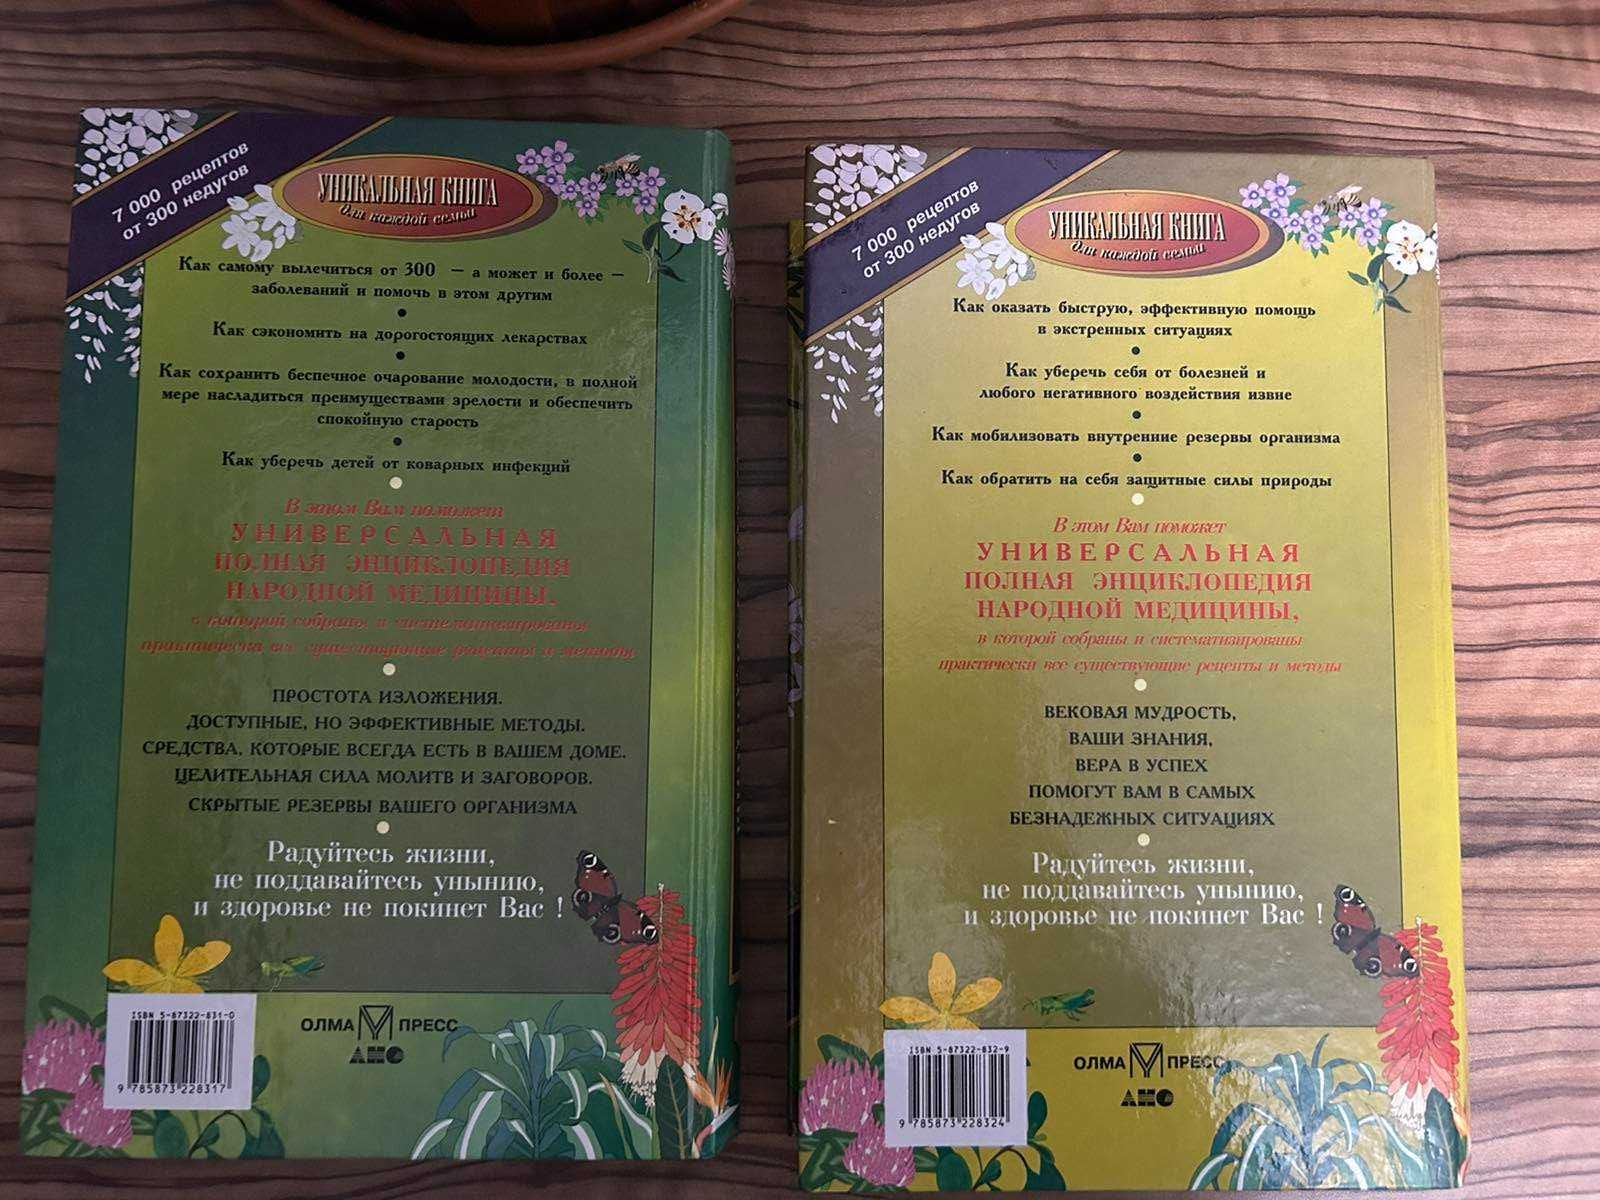 7 000 рецептов
от 300 недугов
УНИКАЛЬНАЯ КНИГА
для каждой семьи
Как самому вылечиться от 300 — а может и более —
заболеваний и помочь в этом другим
Как сэкономить на дорогостоящих лекарствах
Как сохранить беспечное очарование молодости, в полной
мере насладиться преимуществами зрелости и обеспечить
спокойную старость
Как уберечь детей от коварных инфекций
В этом Вам поможет
УНИВЕРСАЛЬНАЯ
ПОЛНАЯ ЭНЦИКЛОПЕДИЯ
НАРОДНОЙ МЕДИЦИНЫ,
в которой собраны и систематизированы
практически все существующие рецепты и методы
ПРОСТОТА ИЗЛОЖЕНИЯ.
ДОСТУПНЫЕ, НО ЭФФЕКТИВНЫЕ МЕТОДЫ.
СРЕДСТВА, КОТОРЫЕ ВСЕГДА ЕСТЬ В ВАШЕМ ДОМЕ.
ЦЕЛИТЕЛЬНАЯ СИЛА МОЛИТВ И ЗАГОВОРОВ.
СКРЫТЫЕ РЕЗЕРВЫ ВАШЕГО ОРГАНИЗМА
Радуйтесь жизни,
не поддавайтесь унынию,
и здоровье не покинет Вас !
ISBN 5-87322-831-0
9 785873 228317
ОЛМА ПРЕСС
АНО
7 000 рецептов
от 300 недугов
УНИКАЛЬНАЯ КНИГА
для каждой семьи
Как оказать быструю, эффективную помощь
в экстренных ситуациях
Как уберечь себя от болезней и
любого негативного воздействия извне
Как мобилизовать внутренние резервы организма
Как обратить на себя защитные силы природы
В этом Вам поможет
УНИВЕРСАЛЬНАЯ
ПОЛНАЯ ЭНЦИКЛОПЕДИЯ
НАРОДНОЙ МЕДИЦИНЫ,
в которой собраны и систематизированы
практически все существующие рецепты и методы
ВЕКОВАЯ МУДРОСТЬ,
ВАШИ ЗНАНИЯ,
ВЕРА В УСПЕХ
ПОМОГУТ ВАМ В САМЫХ
БЕЗНАДЕЖНЫХ СИТУАЦИЯХ
Радуйтесь жизни,
не поддавайтесь унынию,
и здоровье не покинет Вас !
ISBN 5-87322-832-9
9 785873 228324
ОЛМА ПРЕСС
АНО